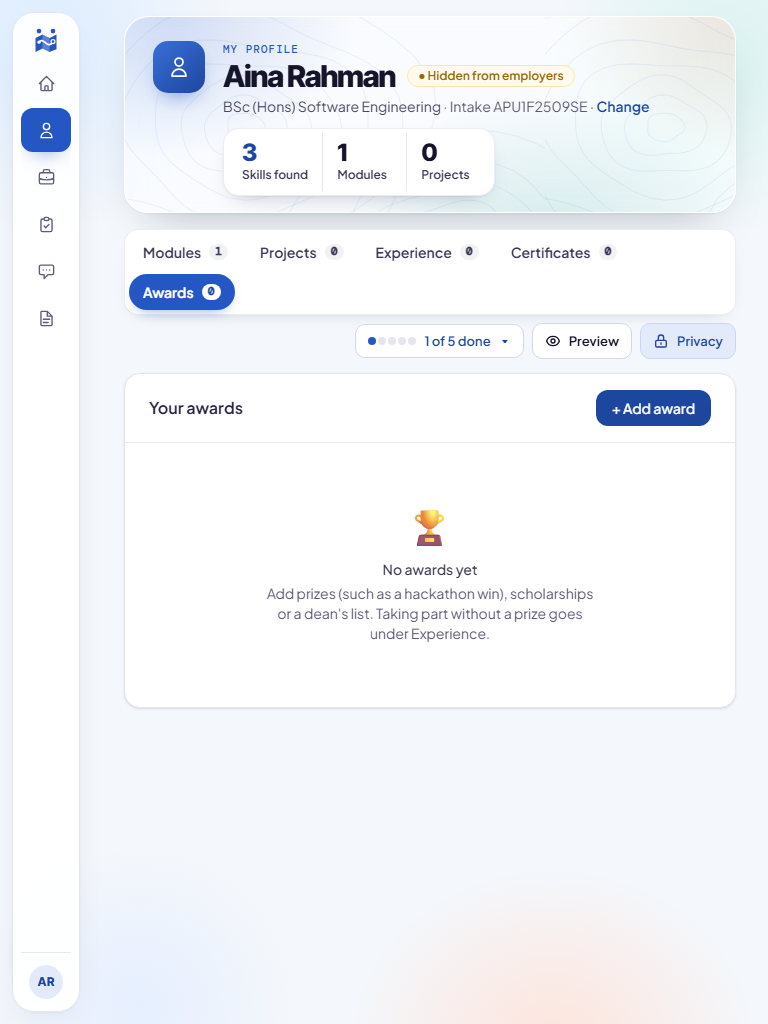 MY PROFILE
Aina Rahman
Hidden from employers
BSc (Hons) Software Engineering · Intake APU1F2509SE · Change
3 1 0
Skills found Modules Projects
Modules 1 Projects 0 Experience 0 Certificates 0
Awards 0
1 of 5 done Preview Privacy
Your awards + Add award
No awards yet
Add prizes (such as a hackathon win), scholarships
or a dean's list. Taking part without a prize goes
under Experience.
AR